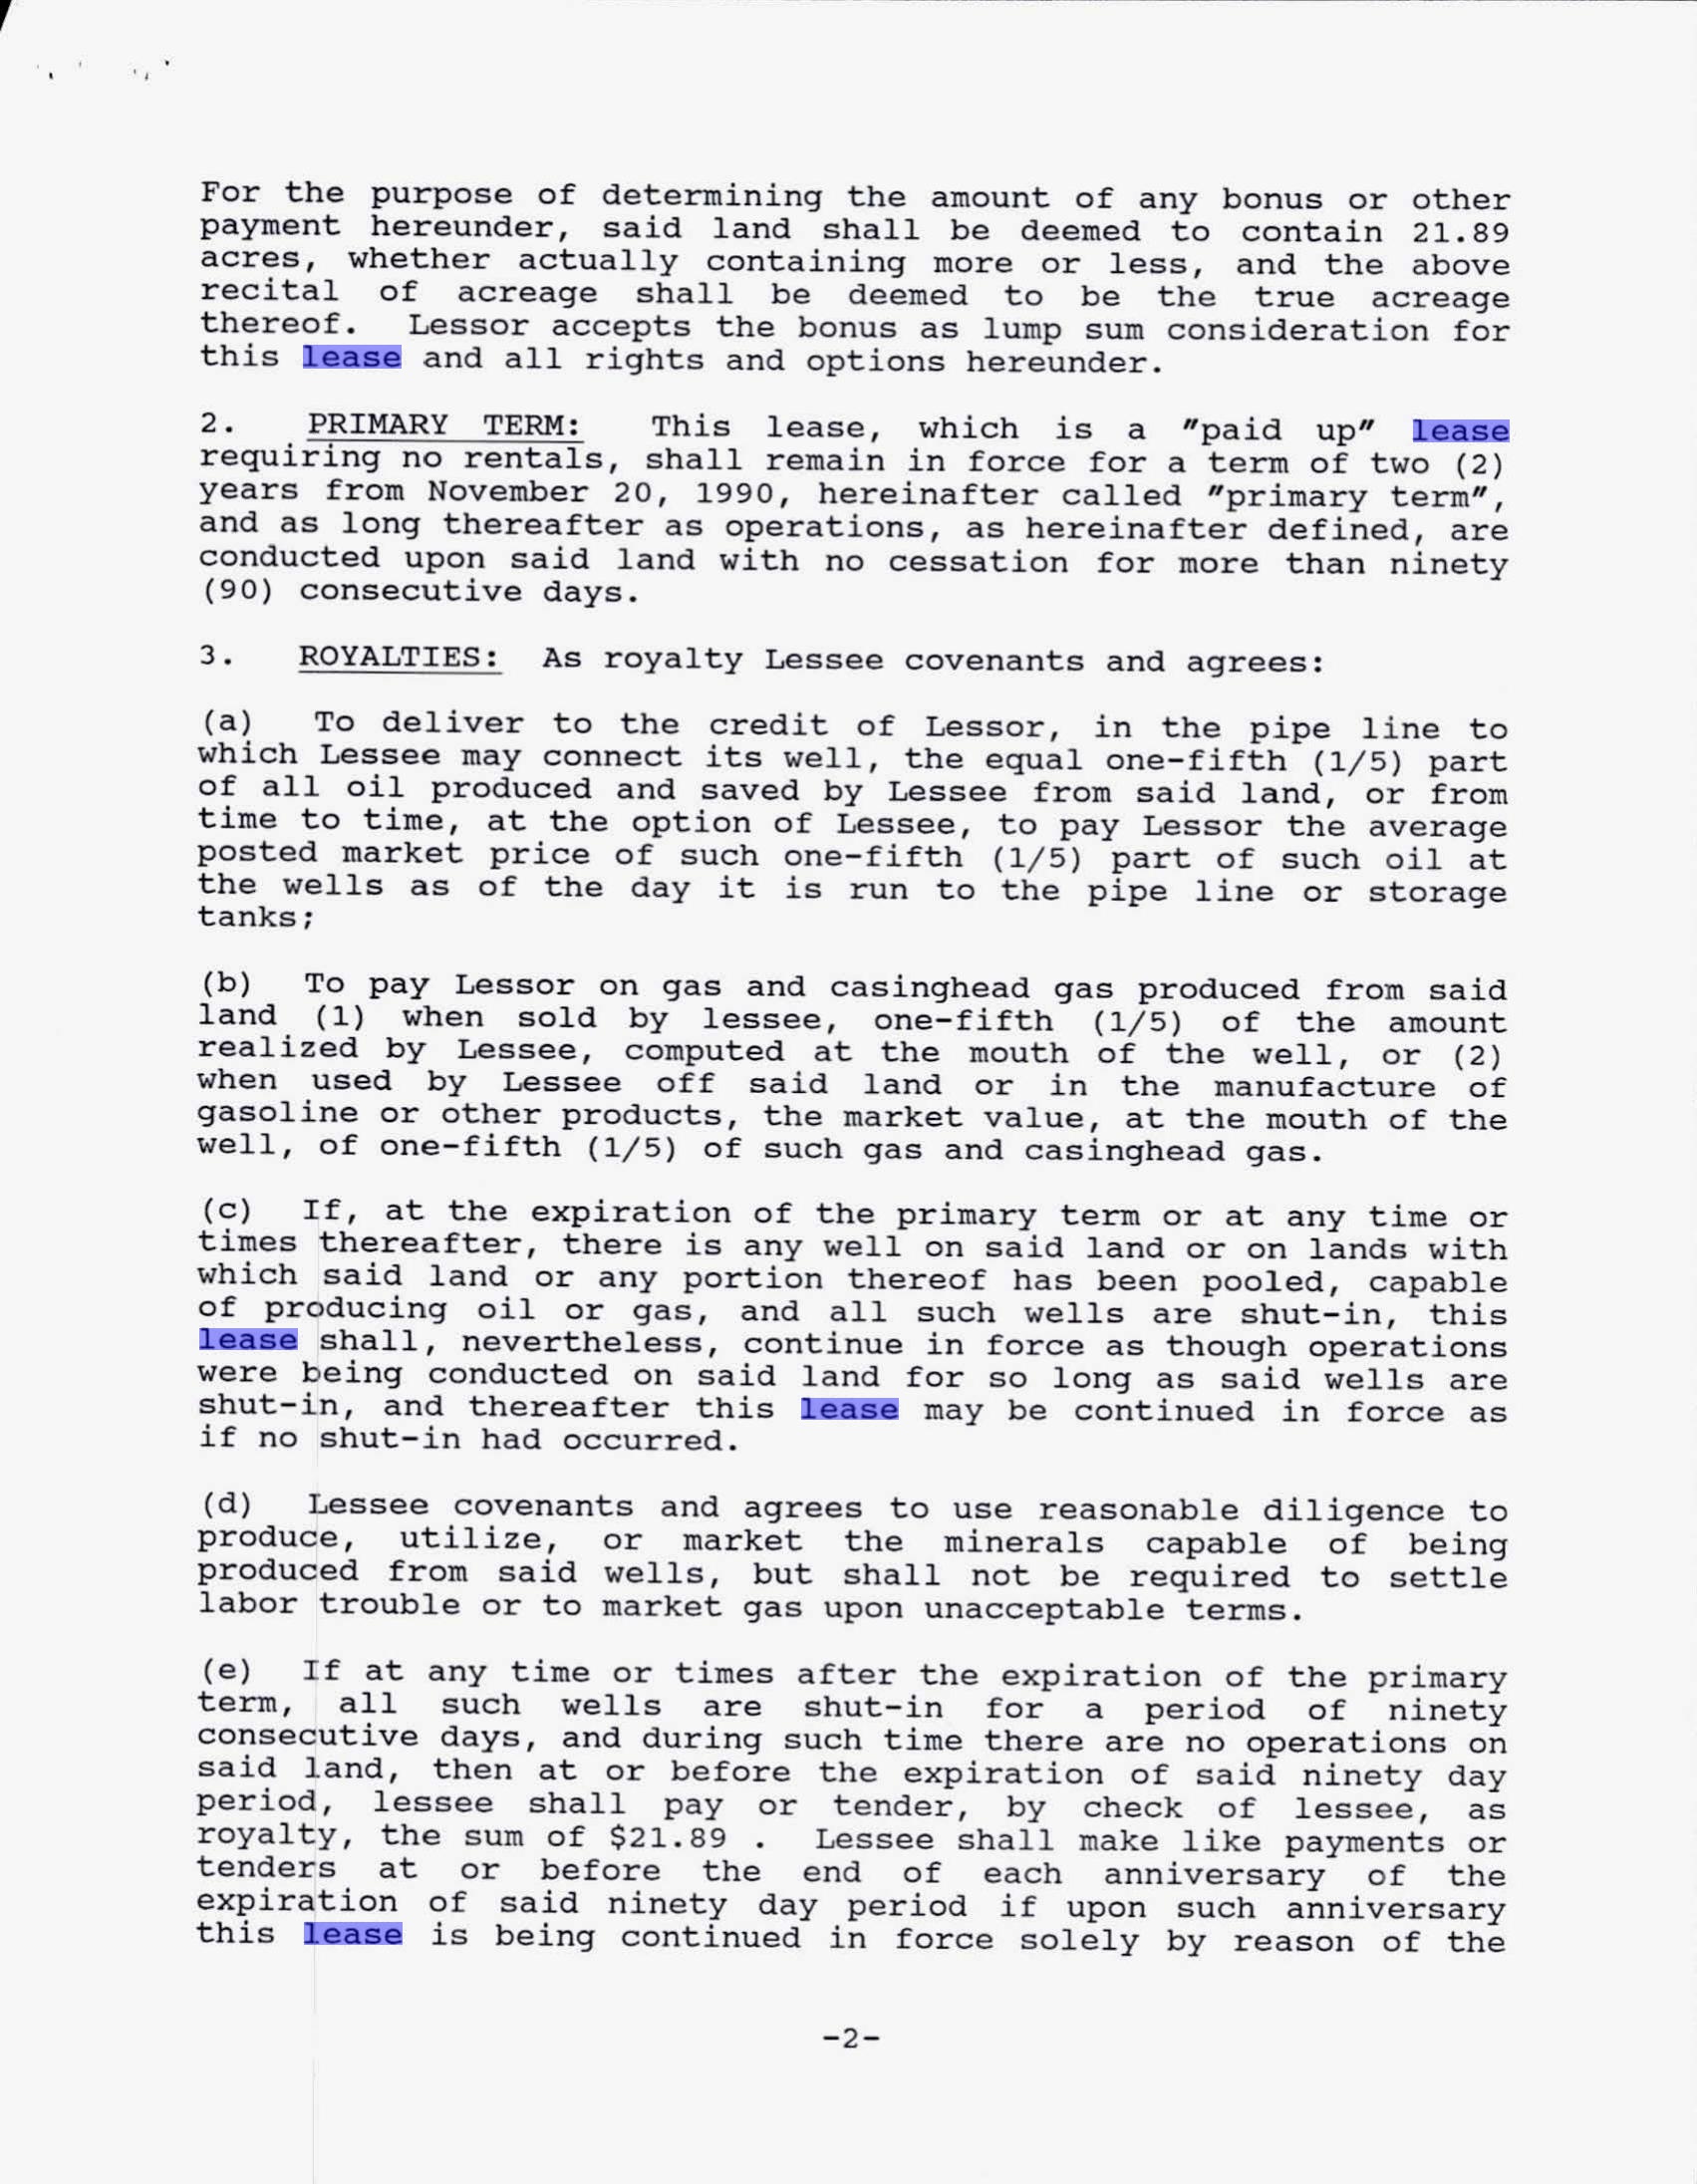 For the purpose of determining the amount of any bonus or other
payment hereunder, said land shall be deemed to contain 21.89
acres, whether actually containing more or less, and the above
recital of acreage shall be deemed to be the true acreage
thereof. Lessor accepts the bonus as lump sum consideration for
this lease and all rights and options hereunder.
2. PRIMARY TERM: This lease, which is a "paid up" lease
requiring no rentals, shall remain in force for a term of two (2)
years from November 20, 1990, hereinafter called "primary term",
and as long thereafter as operations, as hereinafter defined, are
conducted upon said land with no cessation for more than ninety
(90) consecutive days.
3. ROYALTIES: As royalty Lessee covenants and agrees:
(a) To deliver to the credit of Lessor, in the pipe line to
which Lessee may connect its well, the equal one-fifth (1/5) part
of all oil produced and saved by Lessee from said land, or from
time to time, at the option of Lessee, to pay Lessor the average
posted market price of such one-fifth (1/5) part of such oil at
the wells as of the day it is run to the pipe line or storage
tanks;
(b) To pay Lessor on gas and casinghead gas produced from said
land (1) when sold by lessee, one-fifth (1/5) of the amount
realized by Lessee, computed at the mouth of the well, or (2)
when used by Lessee off said land or in the manufacture of
gasoline or other products, the market value, at the mouth of the
well, of one-fifth (1/5) of such gas and casinghead gas.
(c) If, at the expiration of the primary term or at any time or
times thereafter, there is any well on said land or on lands with
which said land or any portion thereof has been pooled, capable
of producing oil or gas, and all such wells are shut-in, this
lease shall, nevertheless, continue in force as though operations
were being conducted on said land for so long as said wells are
shut-in, and thereafter this lease may be continued in force as
if no shut-in had occurred.
(d) Lessee covenants and agrees to use reasonable diligence to
produce, utilize, or market the minerals capable of being
produced from said wells, but shall not be required to settle
labor trouble or to market gas upon unacceptable terms.
(e) If at any time or times after the expiration of the primary
term, all such wells are shut-in for a period of ninety
consecutive days, and during such time there are no operations on
said land, then at or before the expiration of said ninety day
period, lessee shall pay or tender, by check of lessee, as
royalty, the sum of $21.89 . Lessee shall make like payments or
tenders at or before the end of each anniversary of the
expiration of said ninety day period if upon such anniversary
this lease is being continued in force solely by reason of the
-2-